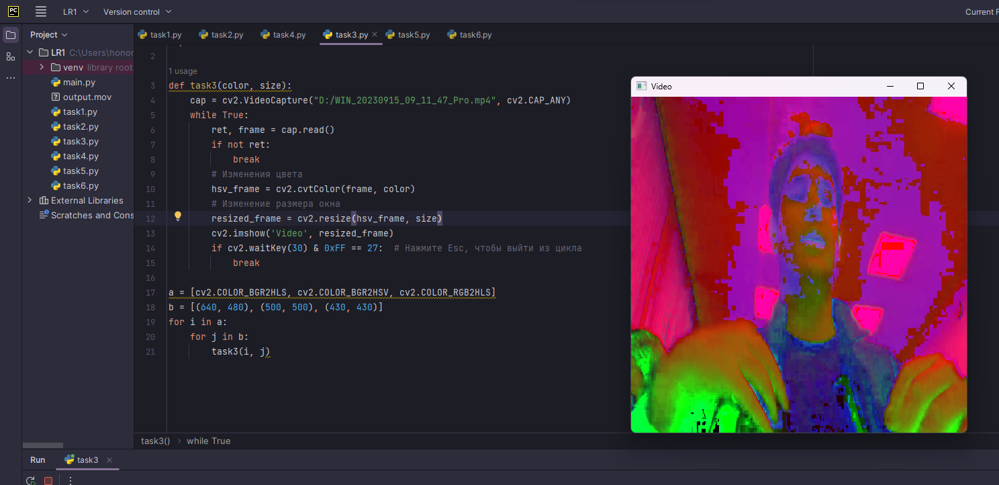 PC LR1 Version control Current F
Project task1.py task2.py task4.py task3.py task5.py task6.py
LR1 C:\Users\honor
venv library root
main.py
output.mov
task1.py
task2.py
task3.py
task4.py
task5.py
task6.py
External Libraries
Scratches and Cons
2
1 usage
3 def task3(color, size):
4 cap = cv2.VideoCapture("D:/WIN_20230915_09_11_47_Pro.mp4", cv2.CAP_ANY)
5 while True:
6 ret, frame = cap.read()
7 if not ret:
8 break
9 # Изменения цвета
10 hsv_frame = cv2.cvtColor(frame, color)
11 # Изменение размера окна
12 resized_frame = cv2.resize(hsv_frame, size)
13 cv2.imshow('Video', resized_frame)
14 if cv2.waitKey(30) & 0xFF == 27: # Нажмите Esc, чтобы выйти из цикла
15 break
16
17 a = [cv2.COLOR_BGR2HLS, cv2.COLOR_BGR2HSV, cv2.COLOR_RGB2HLS]
18 b = [(640, 480), (500, 500), (430, 430)]
19 for i in a:
20 for j in b:
21 task3(i, j)
Video
task3() › while True
Run task3